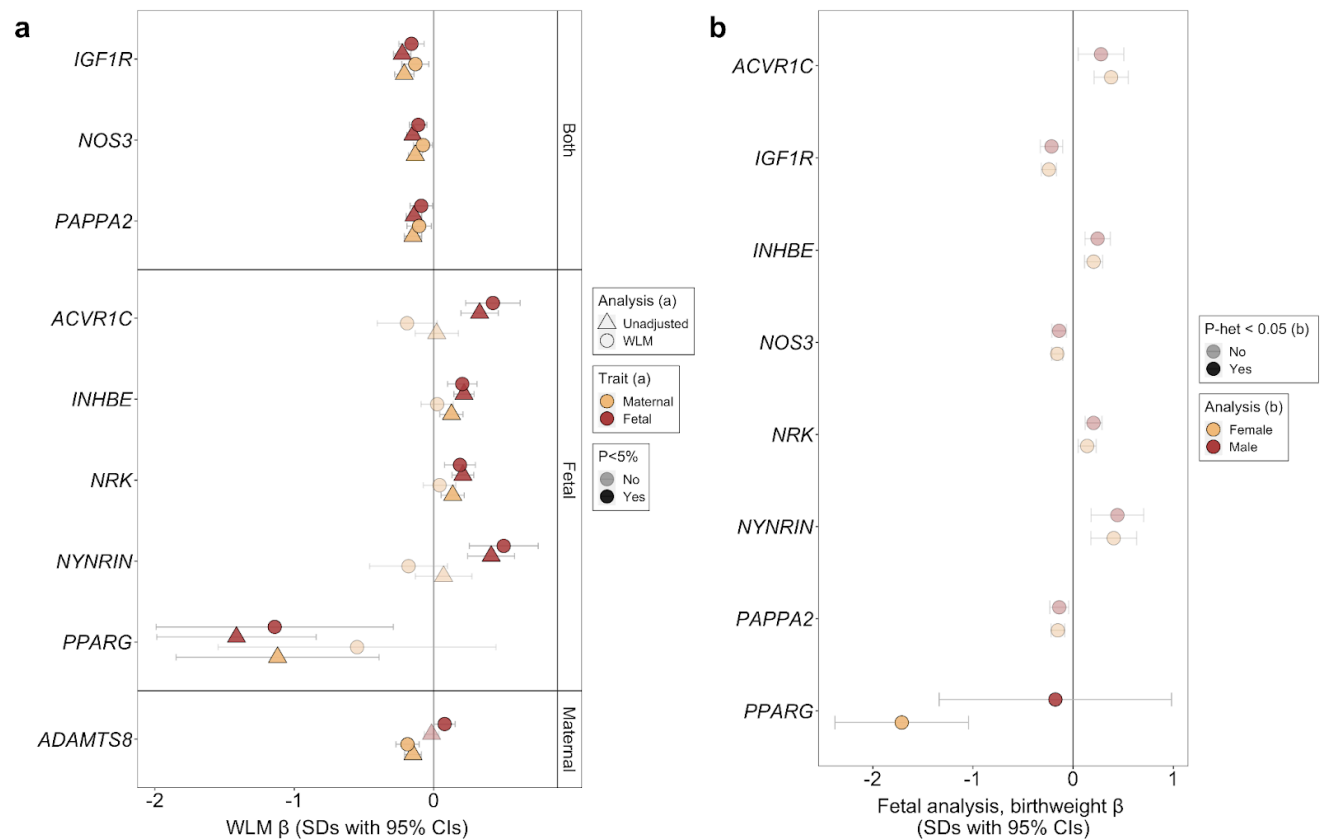 a
IGF1R
NOS3
PAPPA2
Both
ACVR1C
INHBE
NRK
NYNRIN
PPARG
Fetal
ADAMTS8
Maternal
-2
-1
0
WLM β (SDs with 95% CIs)
Analysis (a)
Unadjusted
WLM
Trait (a)
Maternal
Fetal
P<5%
No
Yes
b
ACVR1C
IGF1R
INHBE
NOS3
NRK
NYNRIN
PAPPA2
PPARG
-2
-1
0
1
Fetal analysis, birthweight β
(SDs with 95% CIs)
P-het < 0.05 (b)
No
Yes
Analysis (b)
Female
Male